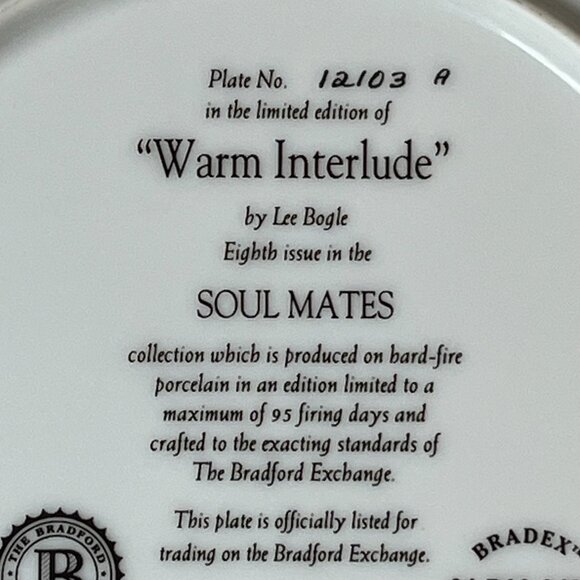 Plate No. 12103 A
in the limited edition of
“Warm Interlude”
by Lee Bogle
Eighth issue in the
SOUL MATES
collection which is produced on hard-fire
porcelain in an edition limited to a
maximum of 95 firing days and
crafted to the exacting standards of
The Bradford Exchange.
This plate is officially listed for
trading on the Bradford Exchange.
THE BRADFORD
B
BRADEX™